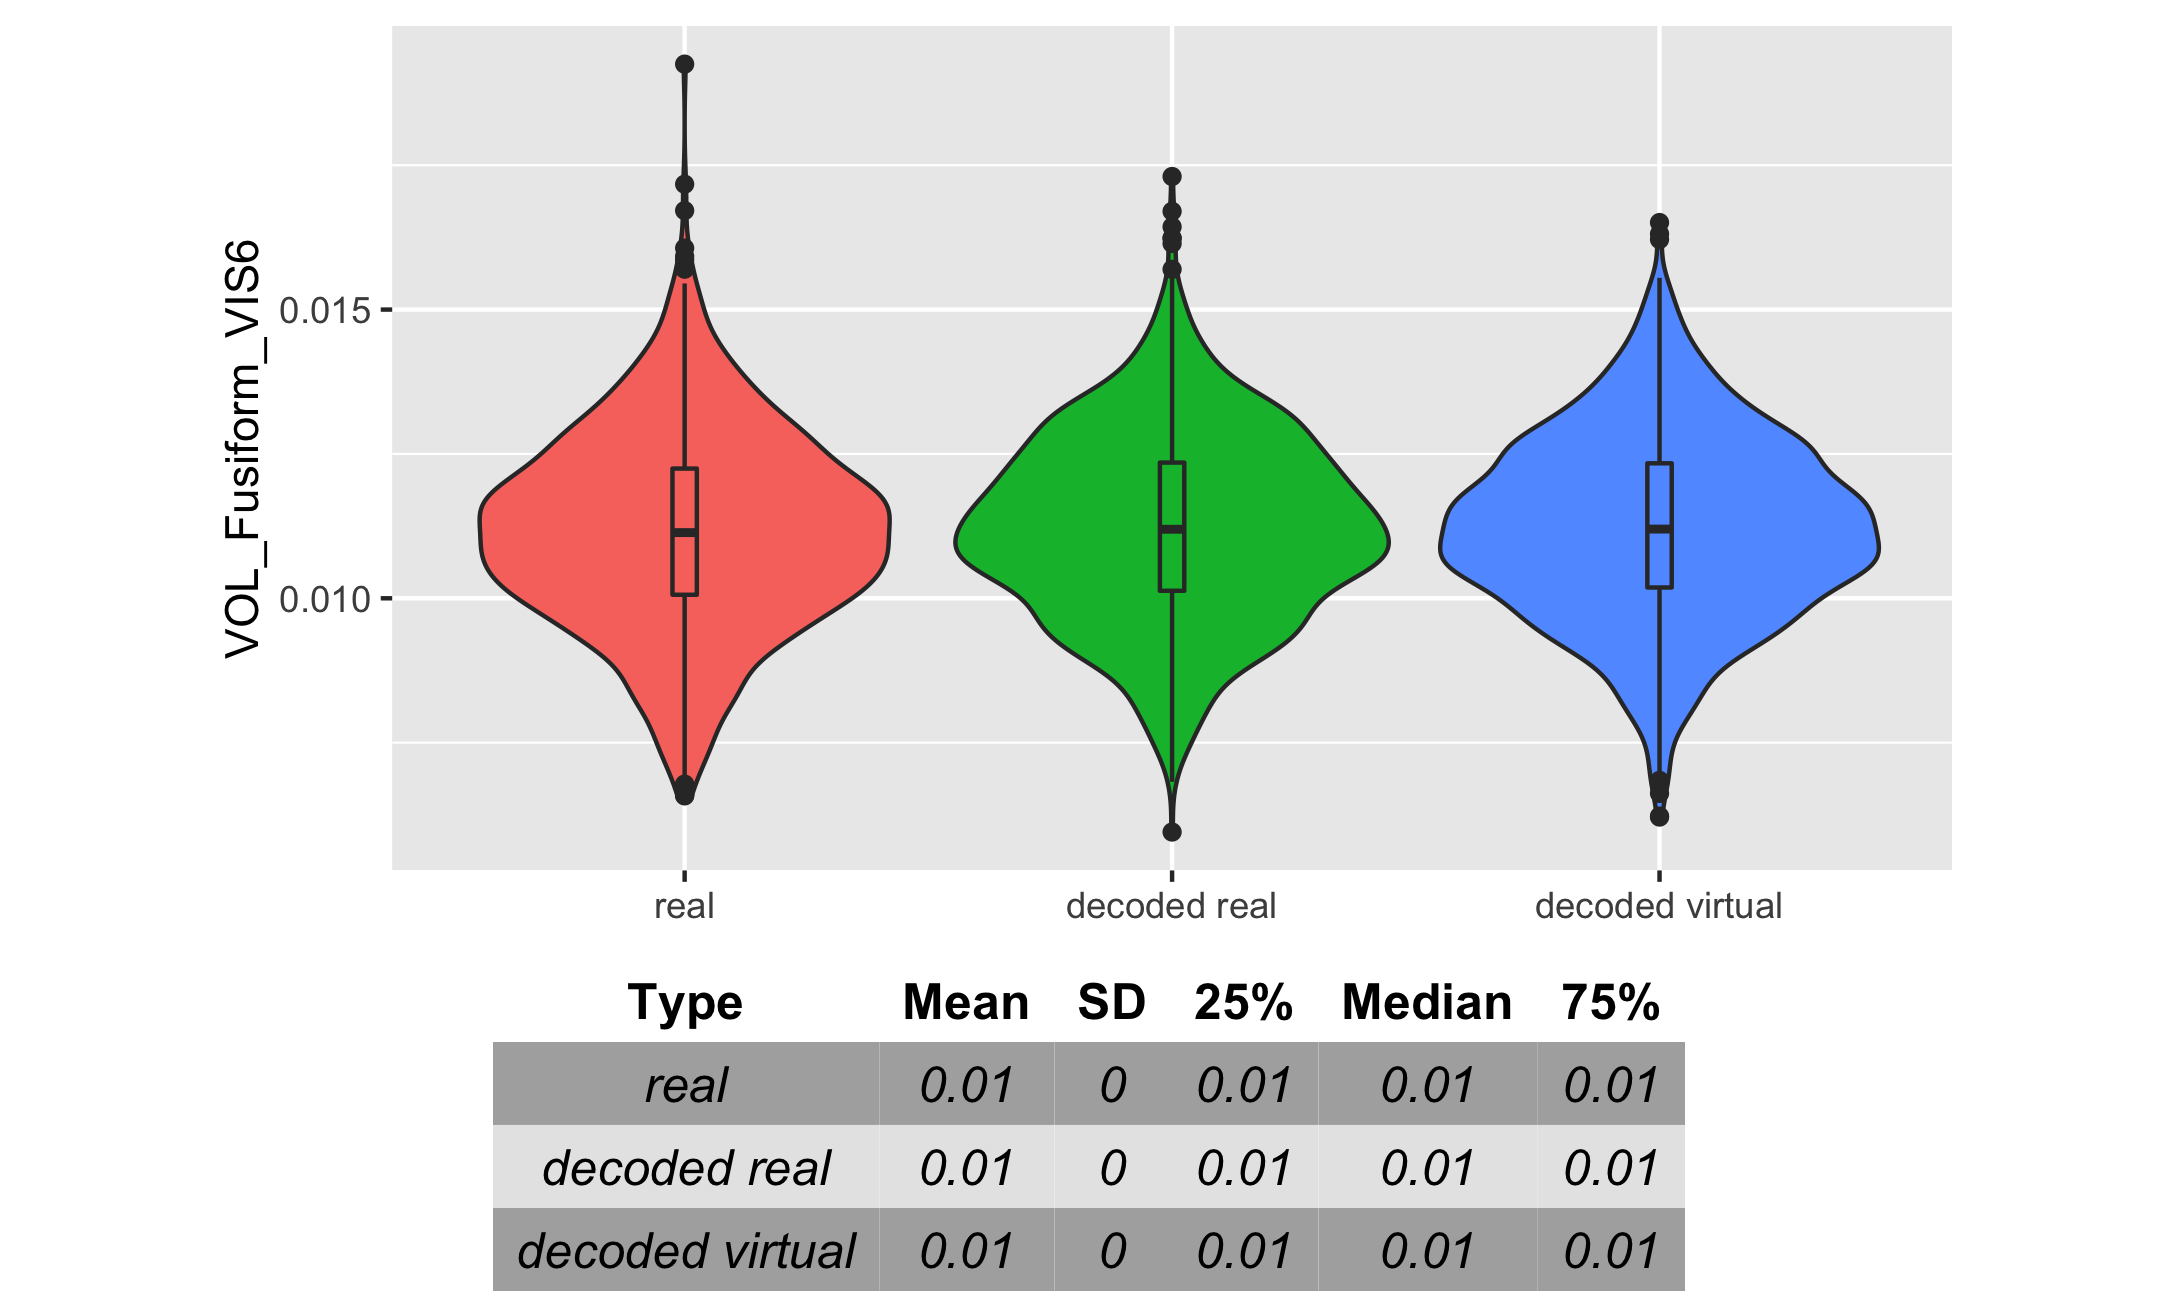 VOL_Fusiform_VIS6
0.015
0.010
real decoded real decoded virtual
Type Mean SD 25% Median 75%
real 0.01 0 0.01 0.01 0.01
decoded real 0.01 0 0.01 0.01 0.01
decoded virtual 0.01 0 0.01 0.01 0.01